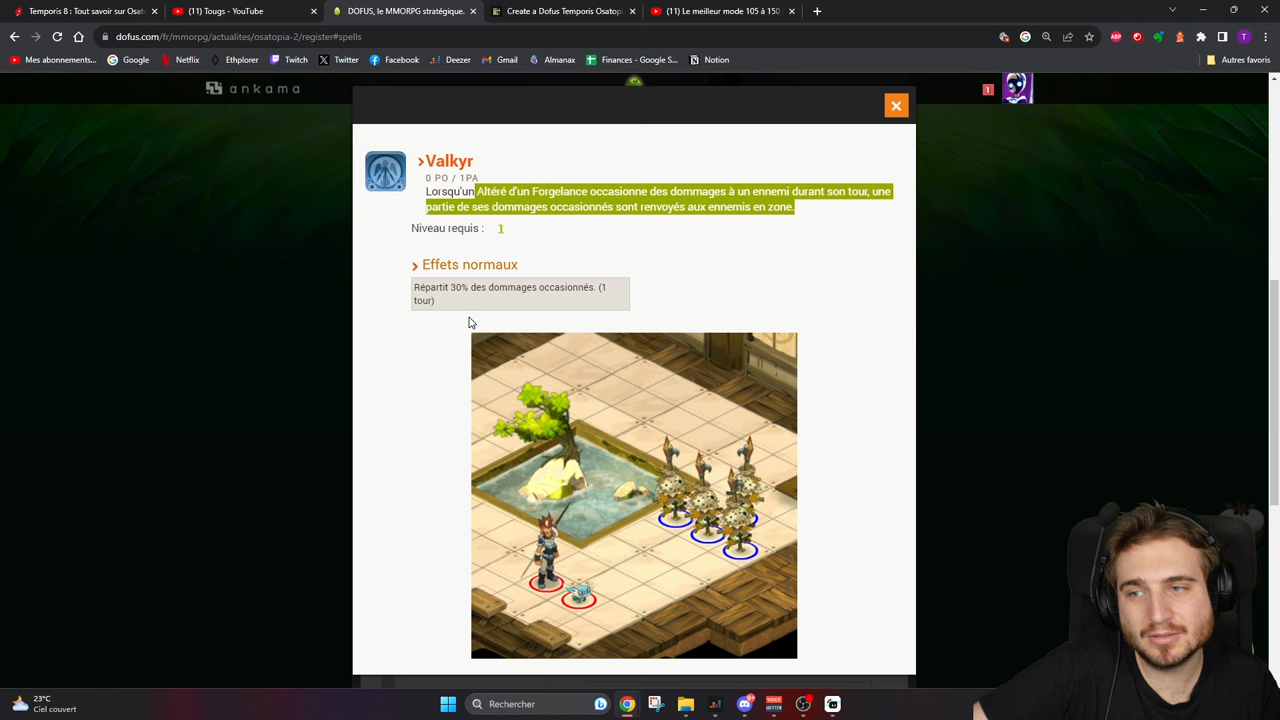 Temporis 8 : Tout savoir sur Osat
(11) Tougs - YouTube
DOFUS, le MMORPG stratégique.
Create a Dofus Temporis Osatop
(11) Le meilleur mode 105 à 150
dofus.com/fr/mmorpg/actualites/osatopia-2/register#spells
Mes abonnements...
Google
Netflix
Ethplorer
Twitch
Twitter
Facebook
Deezer
Gmail
Almanax
Finances - Google S...
Notion
Autres favoris
ankama
1
Valkyr
0 PO / 1PA
Lorsqu'un Altéré d'un Forgelance occasionne des dommages à un ennemi durant son tour, une
partie de ses dommages occasionnés sont renvoyés aux ennemis en zone.
Niveau requis : 1
Effets normaux
Répartit 30% des dommages occasionnés. (1
tour)
23°C
Ciel couvert
Rechercher